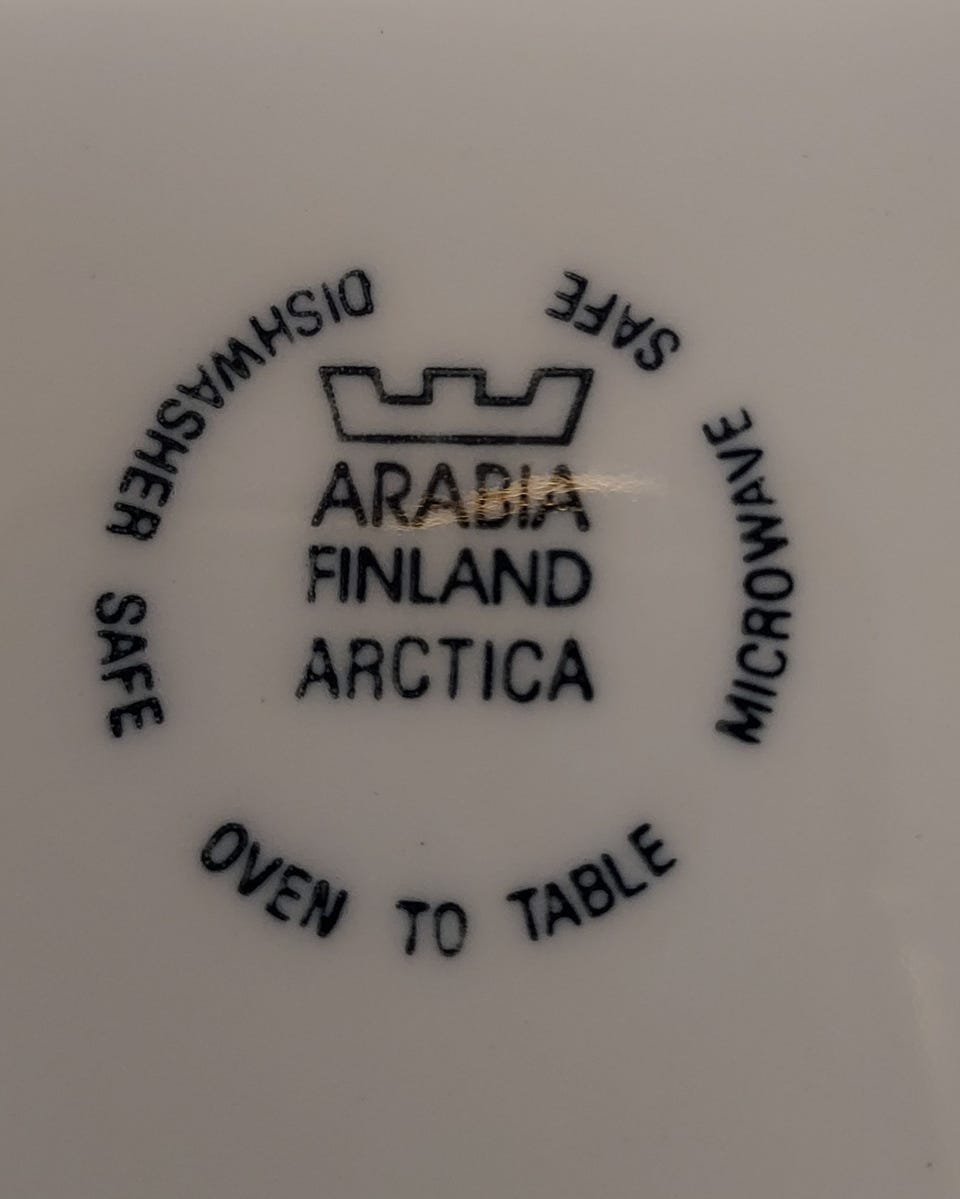 ARABIA
FINLAND
ARCTICA
DISHWASHER SAFE
OVEN TO TABLE
MICROWAVE SAFE